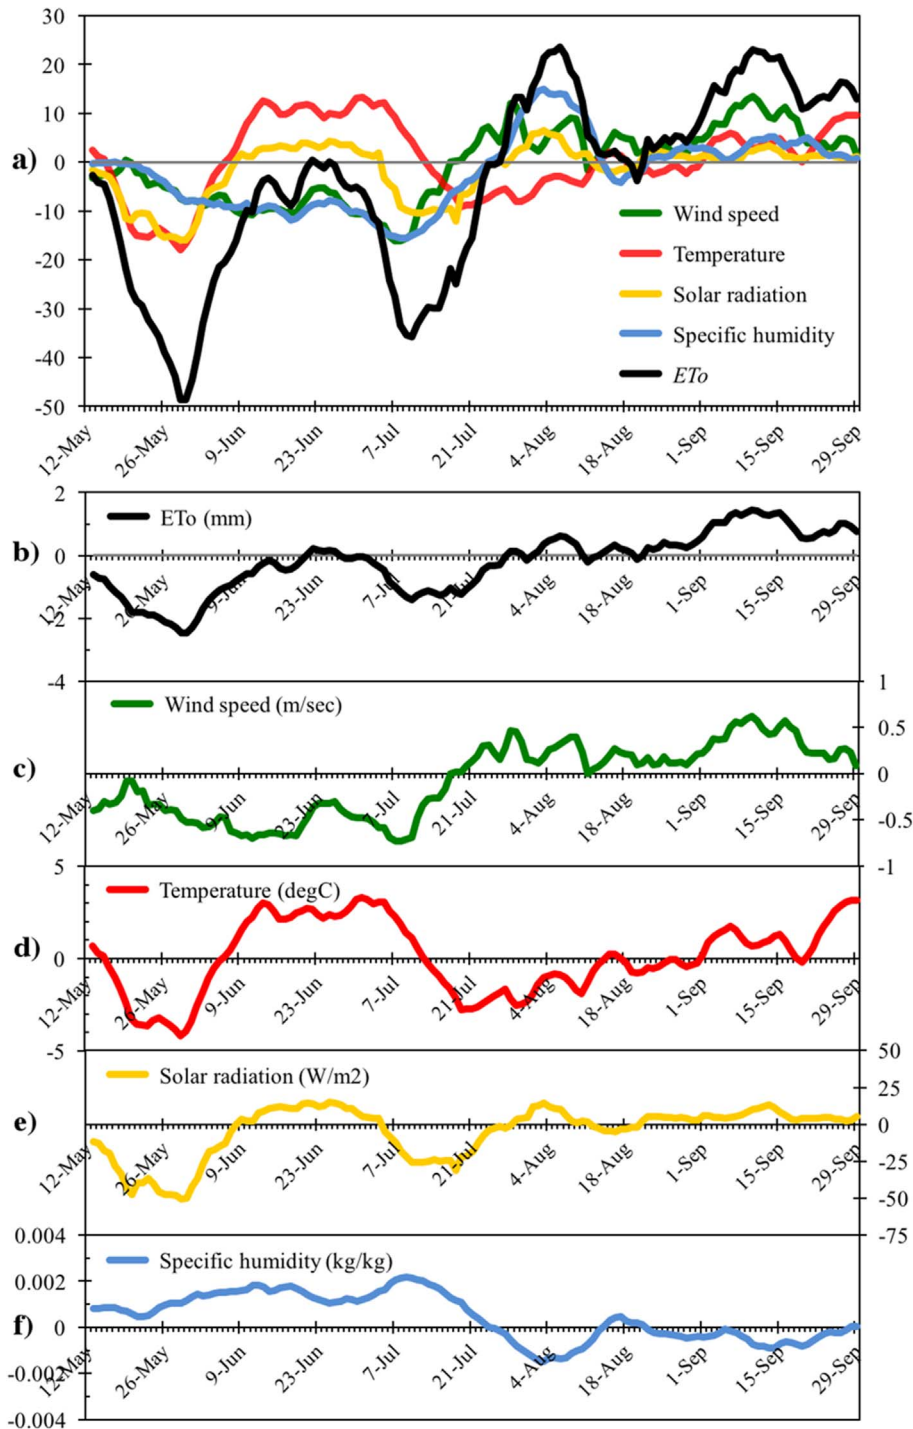 30
20
10
a) 0
-10
-20
-30
-40
-50
Wind speed
Temperature
Solar radiation
Specific humidity
ETo
12-May 26-May 9-Jun 23-Jun 7-Jul 21-Jul 4-Aug 18-Aug 1-Sep 15-Sep 29-Sep
2
ETo (mm)
b) 0
12-May 26-May 9-Jun 23-Jun 7-Jul 21-Jul 4-Aug 18-Aug 1-Sep 15-Sep 29-Sep
-2
-4 1
Wind speed (m/sec)
0.5
c) 0
12-May 26-May 9-Jun 23-Jun 7-Jul 21-Jul 4-Aug 18-Aug 1-Sep 15-Sep 29-Sep
-0.5
5 -1
Temperature (degC)
d) 0
12-May 26-May 9-Jun 23-Jun 7-Jul 21-Jul 4-Aug 18-Aug 1-Sep 15-Sep 29-Sep
-5 50
Solar radiation (W/m2)
25
e) 0
12-May 26-May 9-Jun 23-Jun 7-Jul 21-Jul 4-Aug 18-Aug 1-Sep 15-Sep 29-Sep
-25
-50
0.004 -75
Specific humidity (kg/kg)
0.002
f) 0
12-May 26-May 9-Jun 23-Jun 7-Jul 21-Jul 4-Aug 18-Aug 1-Sep 15-Sep 29-Sep
-0.002
-0.004